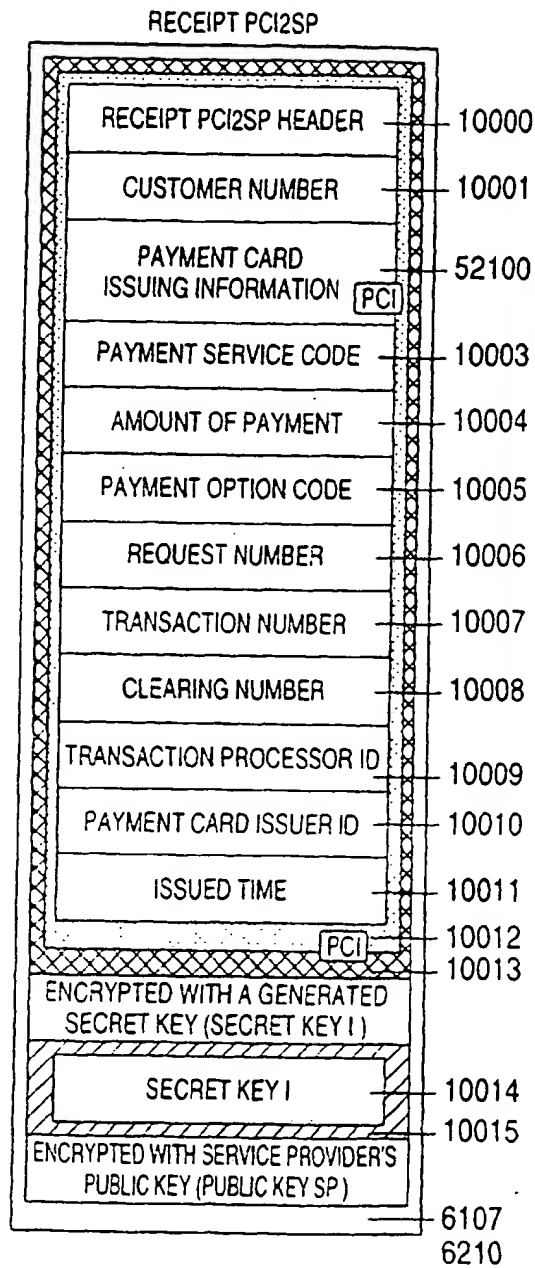 RECEIPT PCI2SP
RECEIPT PCI2SP HEADER 10000
CUSTOMER NUMBER 10001
PAYMENT CARD
ISSUING INFORMATION 52100
PCI
PAYMENT SERVICE CODE 10003
AMOUNT OF PAYMENT 10004
PAYMENT OPTION CODE 10005
REQUEST NUMBER 10006
TRANSACTION NUMBER 10007
CLEARING NUMBER 10008
TRANSACTION PROCESSOR ID 10009
PAYMENT CARD ISSUER ID 10010
ISSUED TIME 10011
PCI 10012
10013
ENCRYPTED WITH A GENERATED
SECRET KEY (SECRET KEY I)
SECRET KEY I 10014
10015
ENCRYPTED WITH SERVICE PROVIDER'S
PUBLIC KEY (PUBLIC KEY SP)
6107
6210